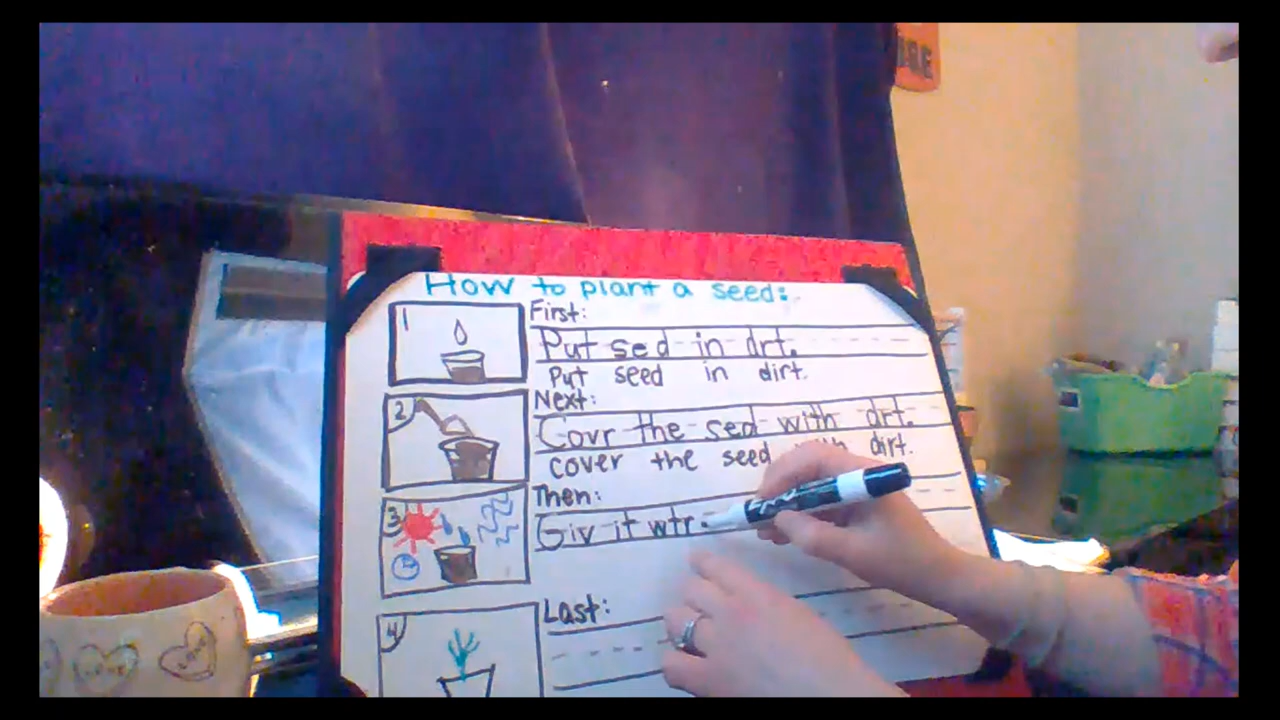 How to plant a seed:
1
First:
Put sed in drt.
Put seed in dirt.
2
Next:
Covr the sed with drt.
cover the seed with dirt.
3
Then:
Giv it wtr.
4
Last: